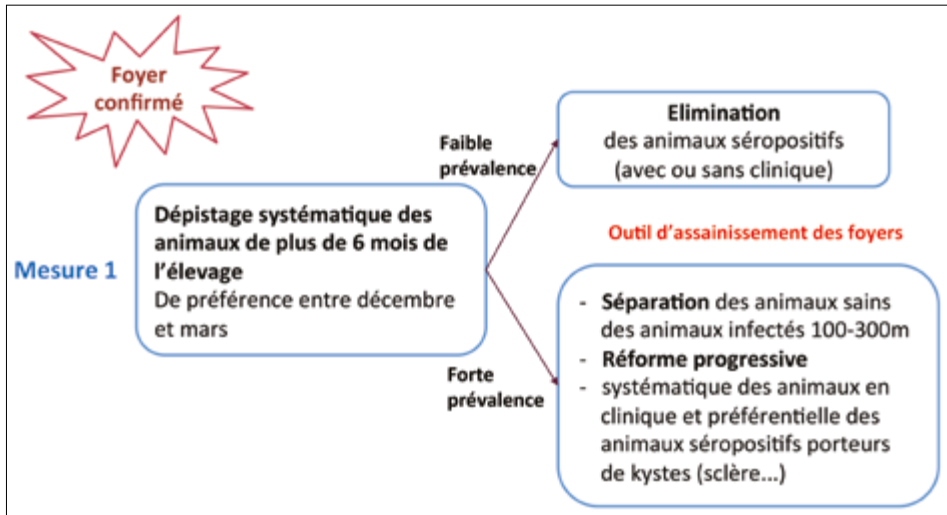 Foyer
confirmé
Mesure 1
Dépistage systématique des
animaux de plus de 6 mois de
l'élevage
De préférence entre décembre
et mars
Faible
prévalence
Elimination
des animaux séropositifs
(avec ou sans clinique)
Outil d'assainissement des foyers
Forte
prévalence
- Séparation des animaux sains
des animaux infectés 100-300m
- Réforme progressive
- systématique des animaux en
clinique et préférentielle des
animaux séropositifs porteurs
de kystes (sclère...)